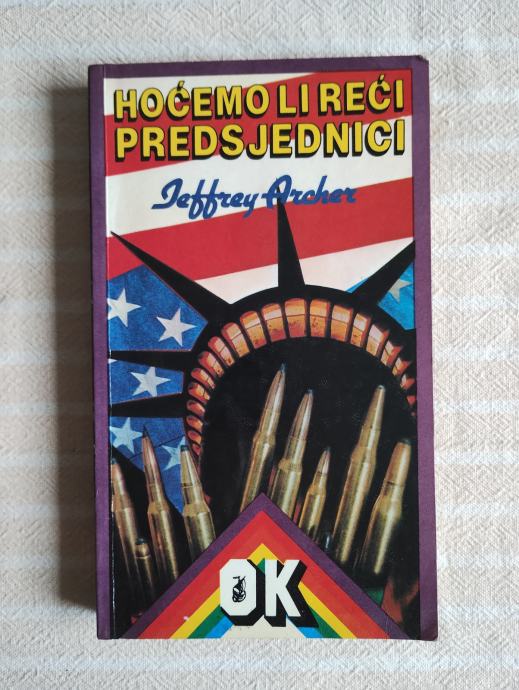 HOĆEMO LI REĆI
PREDSJEDNICI
Jeffrey Archer
OK